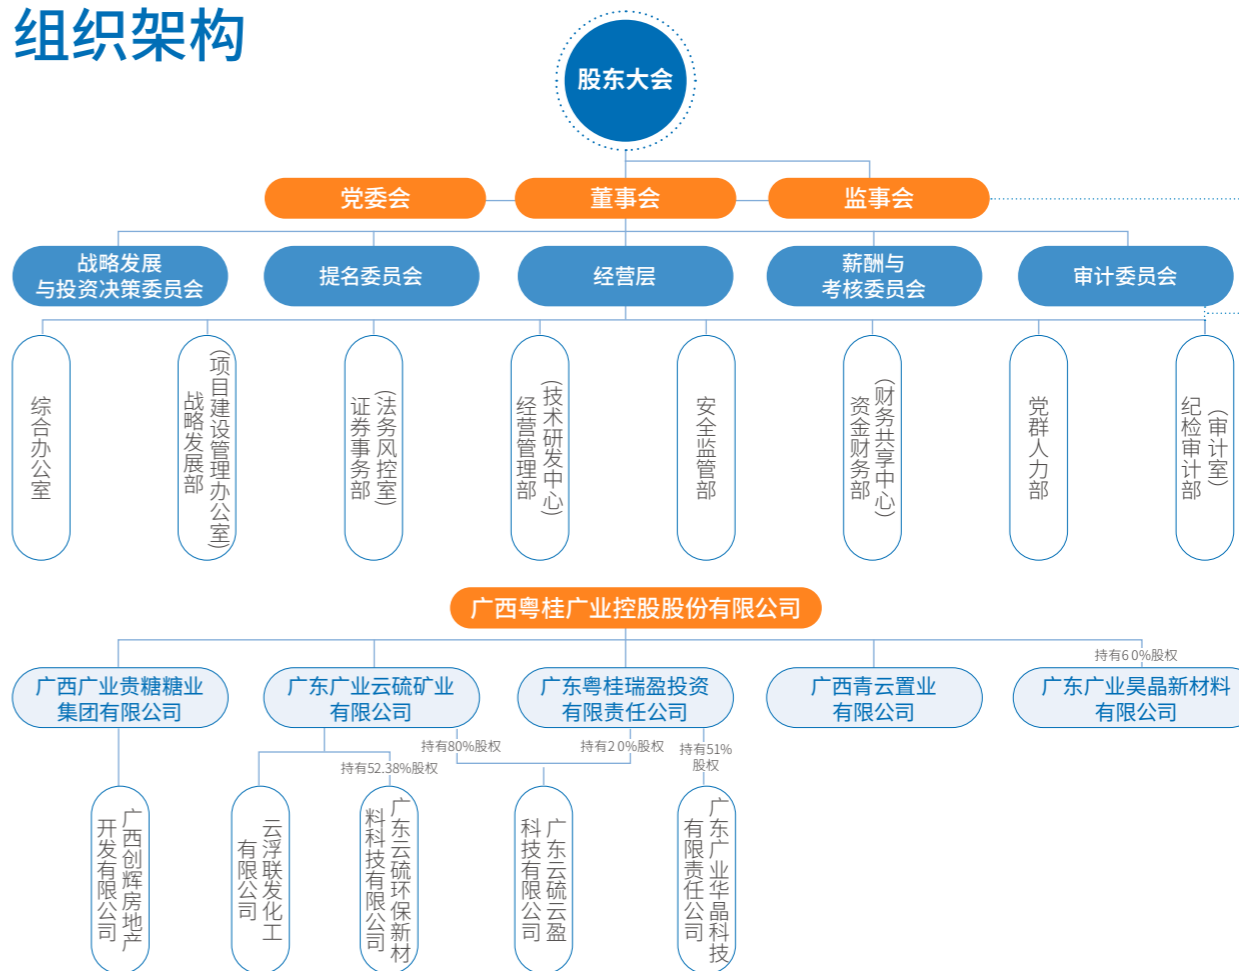 组织架构
股东大会
党委会
董事会
监事会
战略发展
与投资决策委员会
提名委员会
经营层
薪酬与
考核委员会
审计委员会
综合办公室
战略发展部
(项目建设管理办公室)
证券事务部
(法务风控室)
经营管理部
(技术研发中心)
安全监管部
资金财务部
(财务共享中心)
党群人力部
纪检审计部
(审计室)
广西粤桂广业控股股份有限公司
持有60%股权
广西广业贵糖糖业
集团有限公司
广东广业云硫矿业
有限公司
广东粤桂瑞盈投资
有限责任公司
广西青云置业
有限公司
广东广业昊晶新材料
有限公司
持有80%股权
持有20%股权
持有51%
股权
持有52.38%股权
广西创辉房地产
开发有限公司
云浮联发化工
有限公司
广东云硫环保新材
料科技有限公司
广东云硫云盈
科技有限公司
广东广业华晶科技
有限责任公司